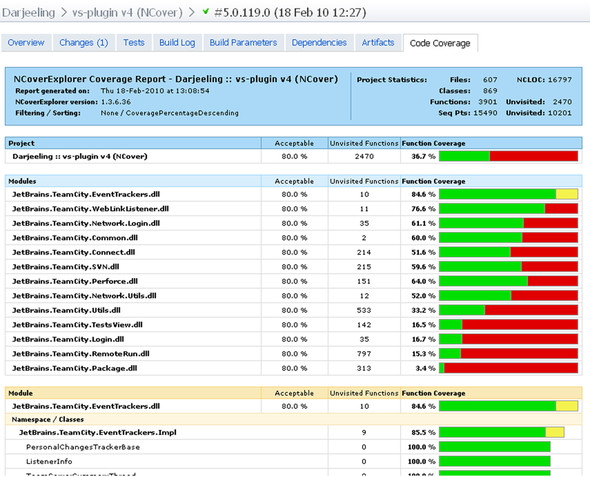 Darjeeling > vs-plugin v4 (NCover) > #5.0.119.0 (18 Feb 10 12:27)
Overview Changes (1) Tests Build Log Build Parameters Dependencies Artifacts Code Coverage
NCoverExplorer Coverage Report - Darjeeling :: vs-plugin v4 (NCover) Project Statistics: Files: 607 NCLOC: 16797
Report generated on: Thu 18-Feb-2010 at 13:08:54 Classes: 869
NCoverExplorer version: 1.3.6.36 Functions: 3901 Unvisited: 2470
Filtering / Sorting: None / CoveragePercentageDescending Seq Pts: 15490 Unvisited: 10201
Project Acceptable Unvisited Functions Function Coverage
Darjeeling :: vs-plugin v4 (NCover) 80.0 % 2470 36.7 %
Modules Acceptable Unvisited Functions Function Coverage
JetBrains.TeamCity.EventTrackers.dll 80.0 % 10 84.6 %
JetBrains.TeamCity.WebLinkListener.dll 80.0 % 11 76.6 %
JetBrains.TeamCity.Network.Login.dll 80.0 % 35 61.1 %
JetBrains.TeamCity.Common.dll 80.0 % 2 60.0 %
JetBrains.TeamCity.Connect.dll 80.0 % 214 51.6 %
JetBrains.TeamCity.SVN.dll 80.0 % 215 59.6 %
JetBrains.TeamCity.Perforce.dll 80.0 % 151 64.0 %
JetBrains.TeamCity.Network.Utils.dll 80.0 % 12 52.0 %
JetBrains.TeamCity.Utils.dll 80.0 % 533 33.2 %
JetBrains.TeamCity.TestsView.dll 80.0 % 142 16.5 %
JetBrains.TeamCity.Login.dll 80.0 % 35 16.7 %
JetBrains.TeamCity.RemoteRun.dll 80.0 % 797 15.3 %
JetBrains.TeamCity.Package.dll 80.0 % 313 3.4 %
Module Acceptable Unvisited Functions Function Coverage
JetBrains.TeamCity.EventTrackers.dll 80.0 % 10 84.6 %
Namespace / Classes
JetBrains.TeamCity.EventTrackers.Impl 9 85.5 %
PersonalChangesTrackerBase 0 100.0 %
ListenerInfo 0 100.0 %